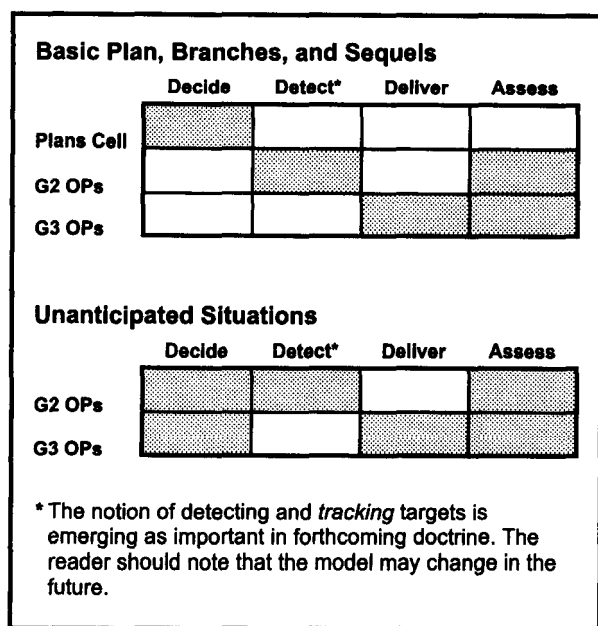 Basic Plan, Branches, and Sequels
Decide Detect* Deliver Assess
Plans Cell
G2 OPs
G3 OPs
Unanticipated Situations
Decide Detect* Deliver Assess
G2 OPs
G3 OPs
* The notion of detecting and tracking targets is
emerging as important in forthcoming doctrine. The
reader should note that the model may change in the
future.